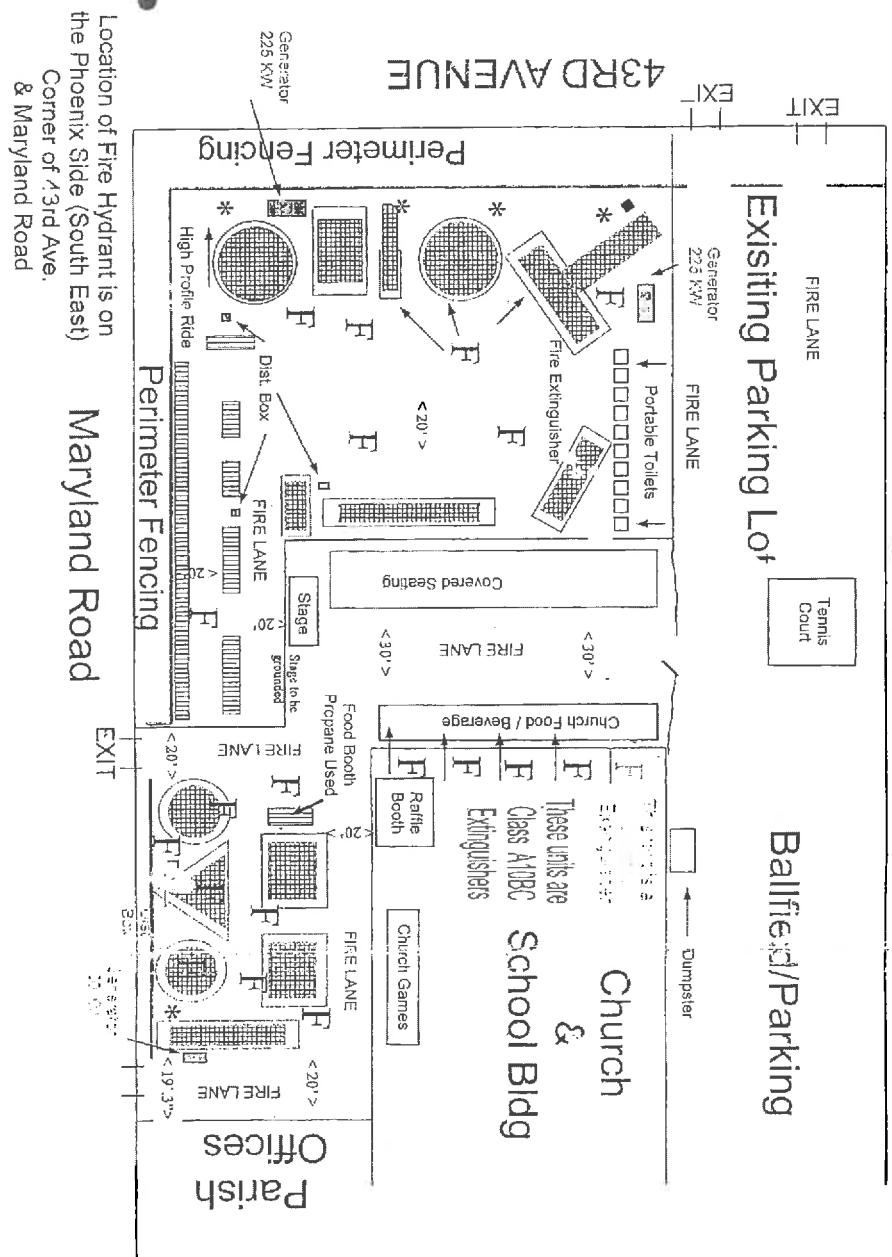 43RD AVENUE
EXIT
EXIT
Location of Fire Hydrant is on
the Phoenix Side (South East)
Corner of 43rd Ave.
& Maryland Road
Generator
225 KW
Perimeter Fencing
Exisiting Parking Lot
FIRE LANE
Generator
225 KW
FIRE LANE
Portable Toilets
Fire Extinguisher
F
F
F
F
F
F
<20'>
High Profile Ride
Dist. Box
FIRE LANE
Perimeter Fencing
Maryland Road
<20'
F
20'>
Stage
Stage to be
grounded
Covered Seating
<30'>
FIRE LANE
<30'>
Tennis
Court
Church Food / Beverage
EXIT
<20'>
FIRE LANE
Food Booth
Propane Used
F
<20'
Raffle
Booth
F
F
F
F
F
These units are
Class A10BC
Extinguishers
Dumpster
Ballfield/Parking
Church
&
School Bldg
Church Games
FIRE LANE
F
F
F
F
F
<19'3">
FIRE LANE
<20'>
Parish
Offices